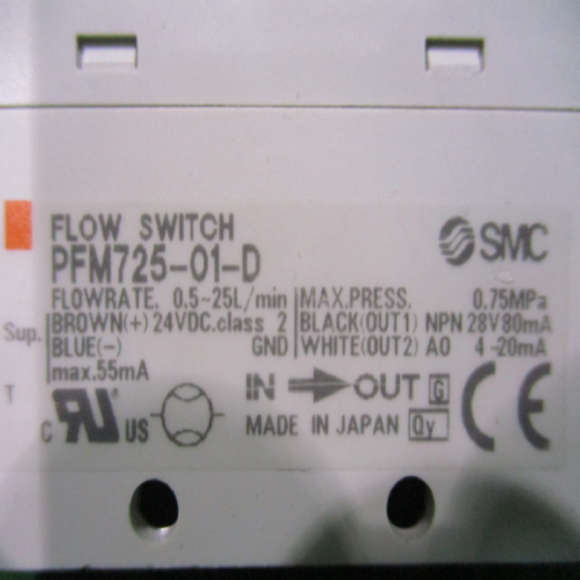 FLOW SWITCH
SMC
PFM725-01-D
FLOWRATE. 0.5~25L/min MAX.PRESS. 0.75MPa
Sup. BROWN(+) 24VDC.class 2 BLACK(OUT1) NPN 28V80mA
BLUE(-) GND WHITE(OUT2) AO 4-20mA
max.55mA
T
IN OUT G
C RU US
MADE IN JAPAN Qy
CE